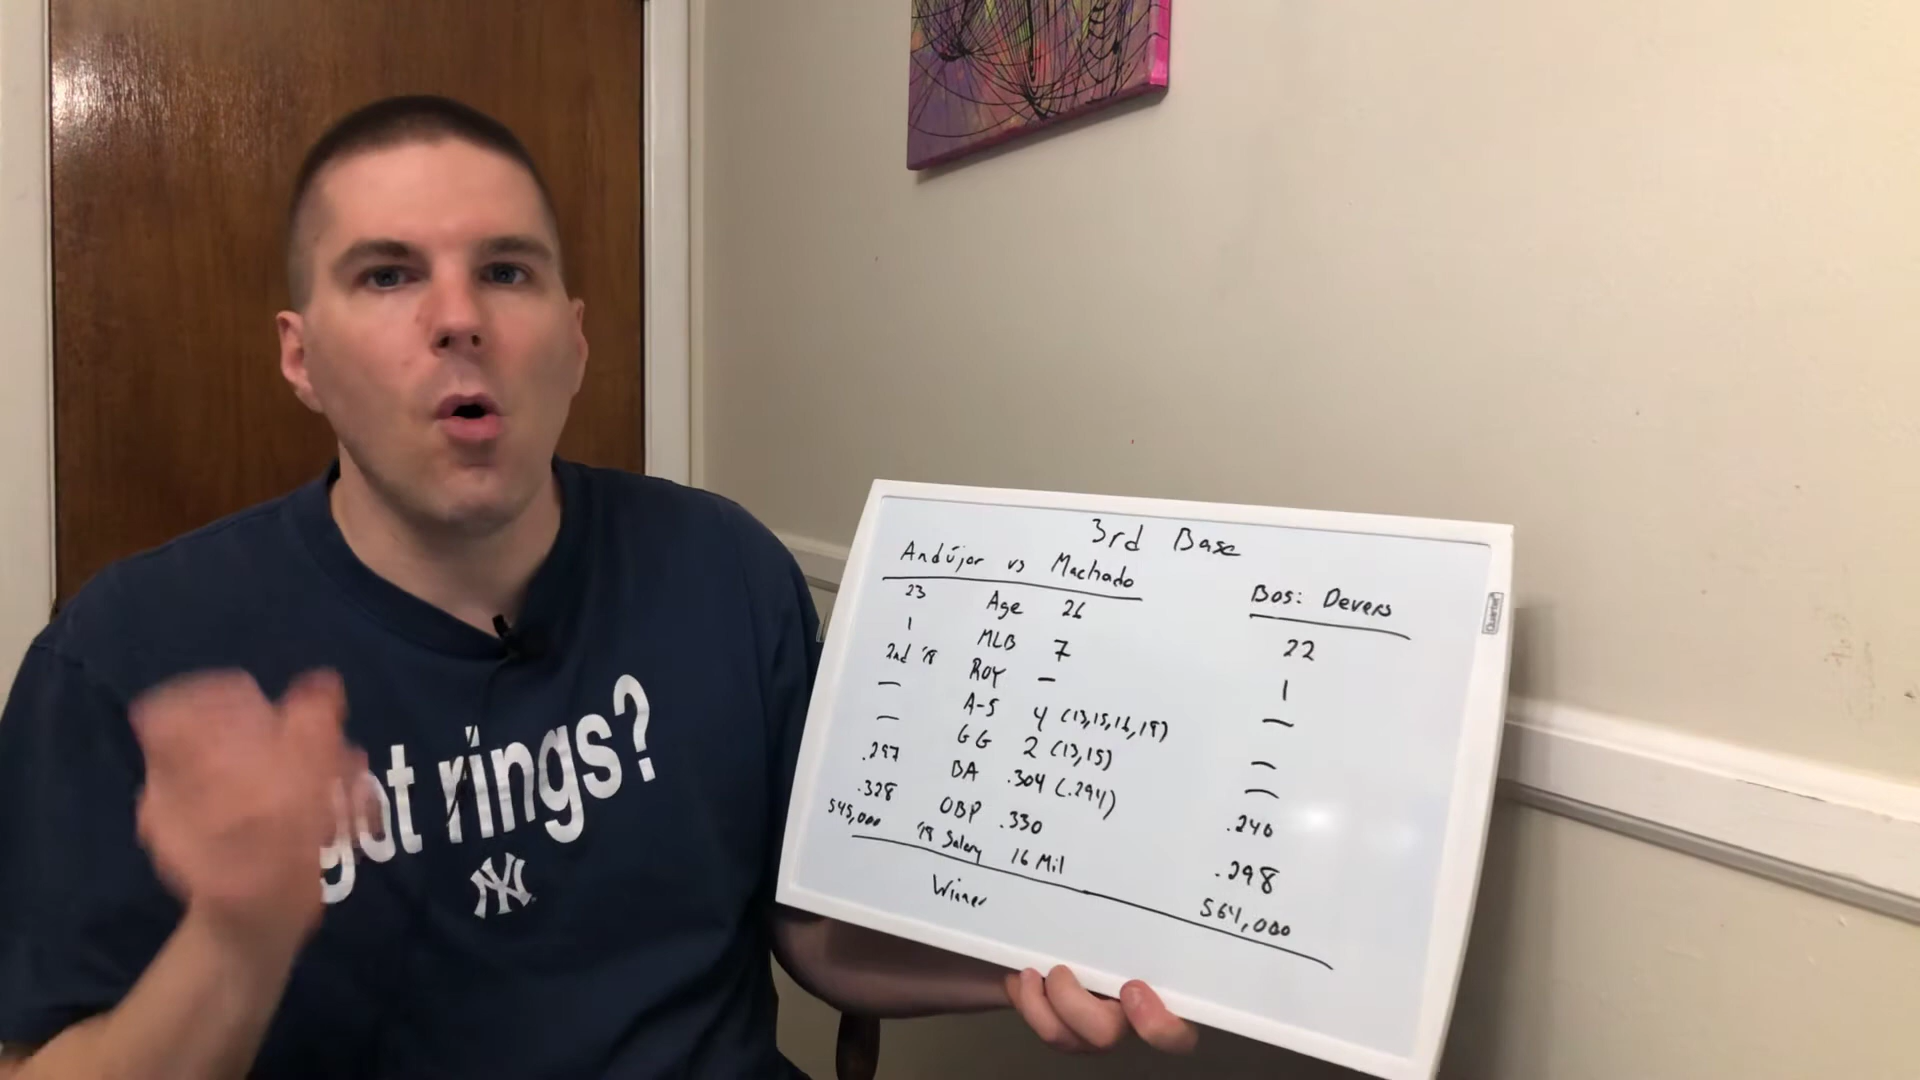 3rd Base
Andújar vs Machado
Bos: Devers
23 Age 26 22
1 MLB 7 1
2nd '18 ROY — —
— A-S 4 (13,15,16,18) —
— GG 2 (13,15) —
.297 BA .304 (.294) .240
.328 OBP .330 .298
545,000 '18 Salary 16 Mil 564,000
Winner
Quartet
got rings?
NY